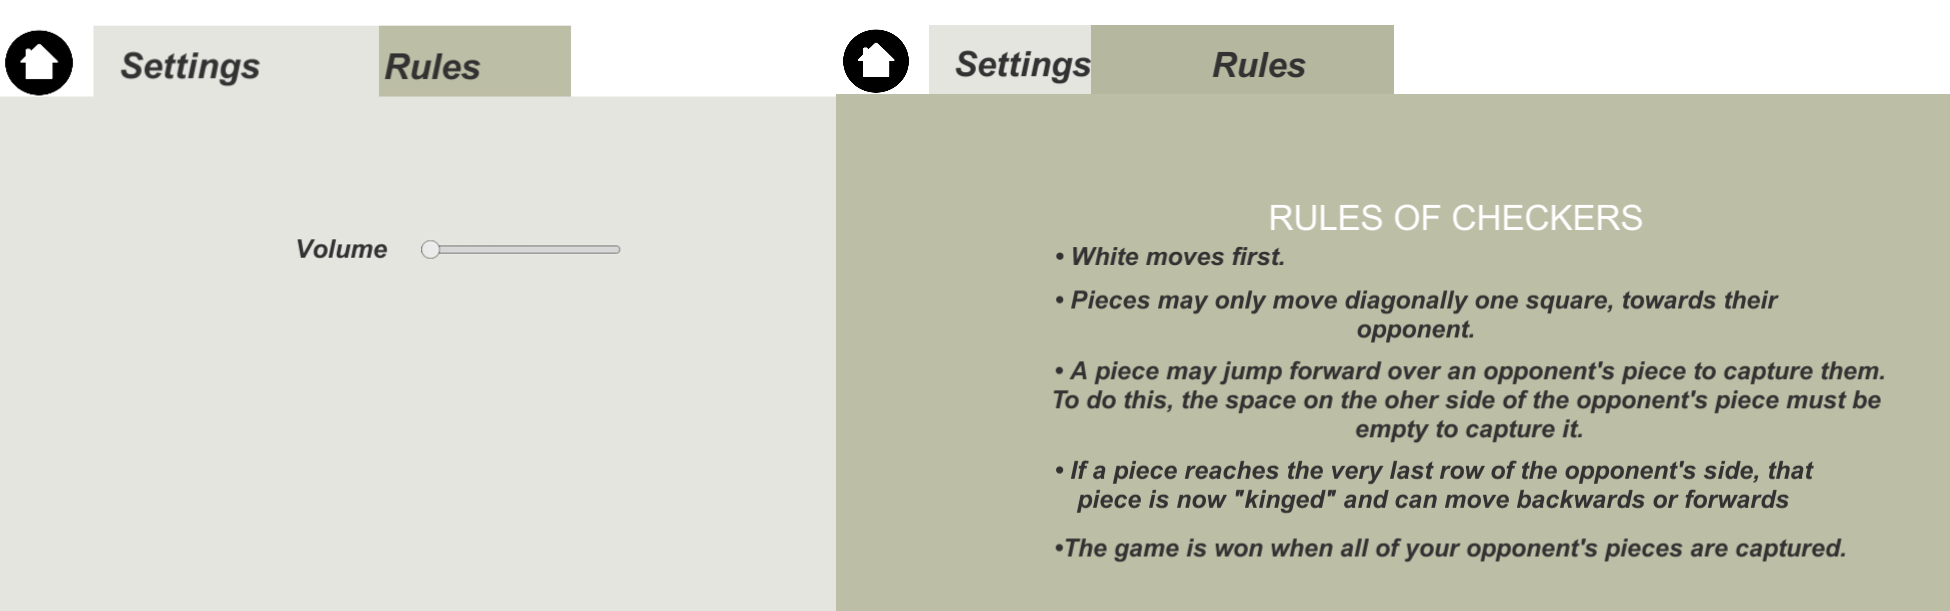 Settings
Rules
Volume
Settings
Rules
RULES OF CHECKERS
• White moves first.
• Pieces may only move diagonally one square, towards their
opponent.
• A piece may jump forward over an opponent's piece to capture them.
To do this, the space on the oher side of the opponent's piece must be
empty to capture it.
• If a piece reaches the very last row of the opponent's side, that
piece is now "kinged" and can move backwards or forwards
•The game is won when all of your opponent's pieces are captured.